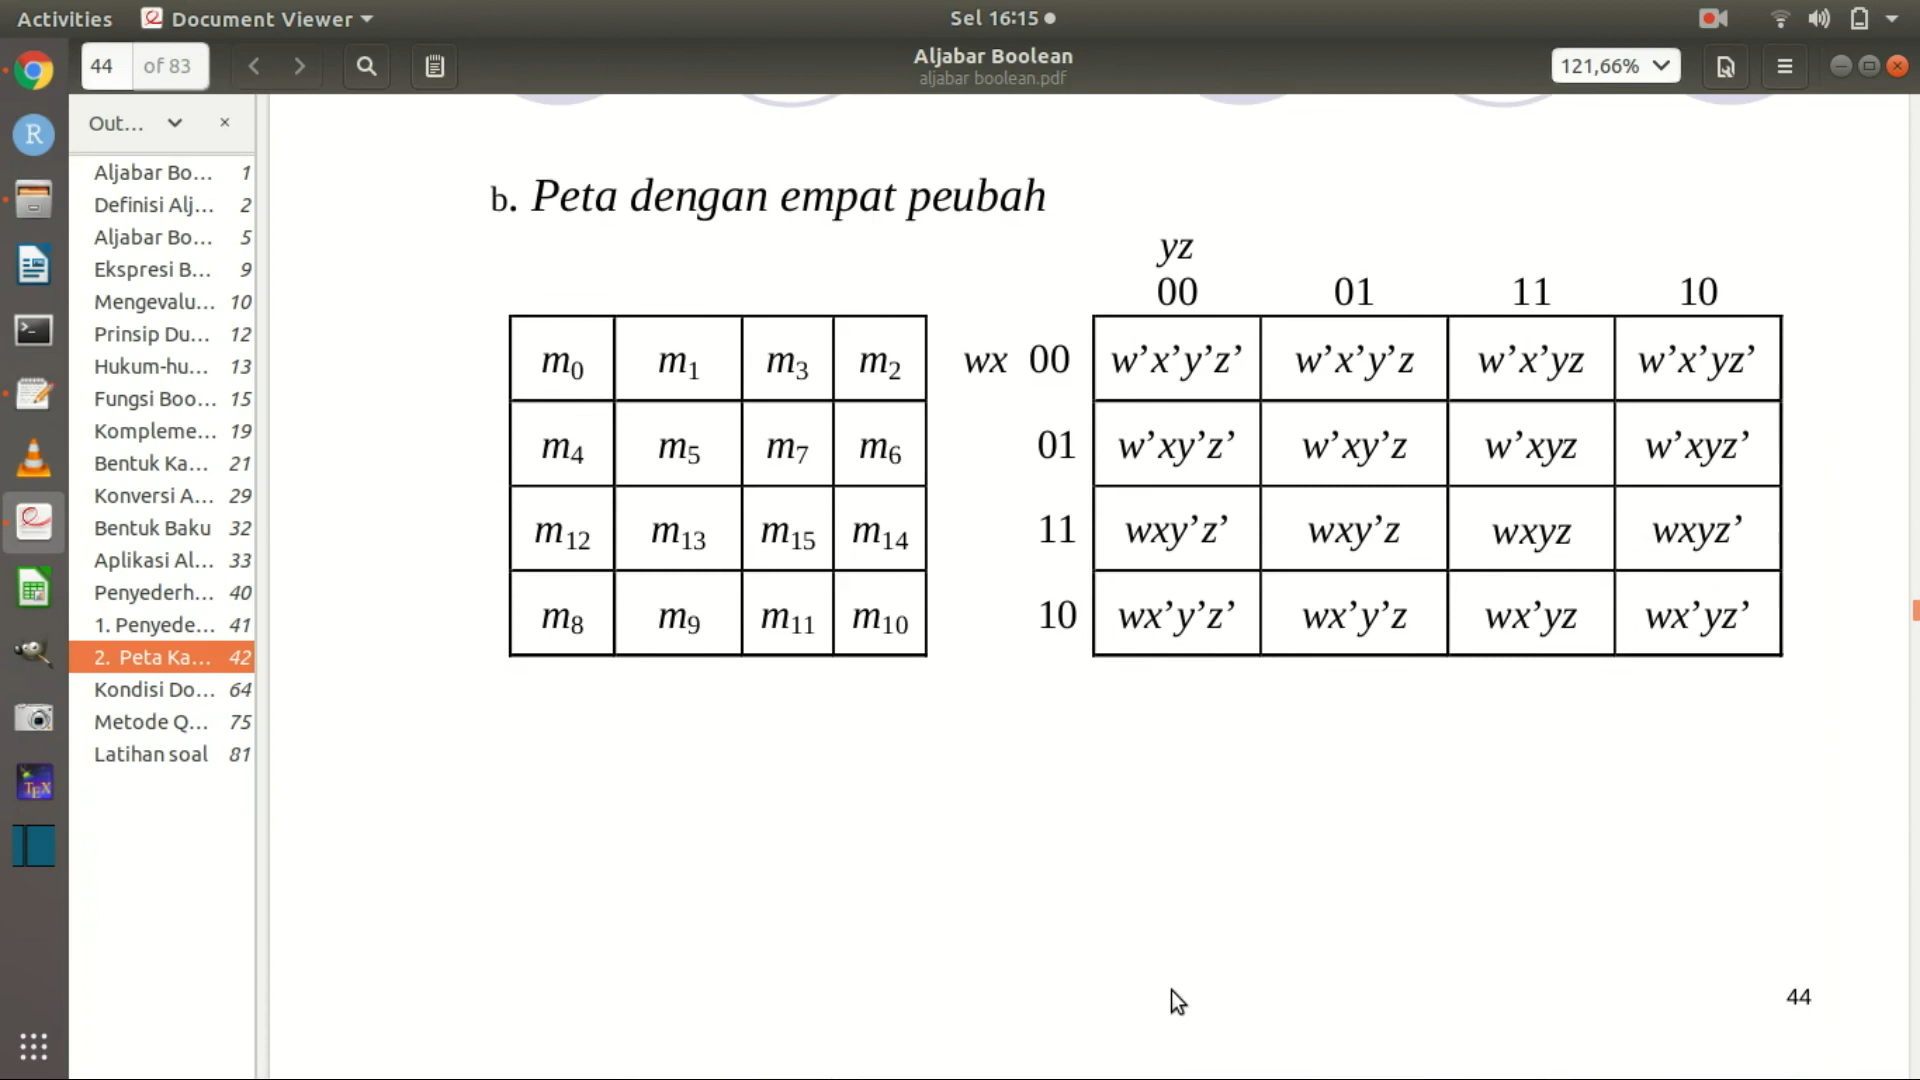 Activities Document Viewer Sel 16:15
44 of 83 Aljabar Boolean 121,66%
aljabar boolean.pdf
Out...
Aljabar Bo... 1
Definisi Alj... 2
Aljabar Bo... 5
Ekspresi B... 9
Mengevalu... 10
Prinsip Du... 12
Hukum-hu... 13
Fungsi Boo... 15
Kompleme... 19
Bentuk Ka... 21
Konversi A... 29
Bentuk Baku 32
Aplikasi Al... 33
Penyederh... 40
1. Penyede... 41
2. Peta Ka... 42
Kondisi Do... 64
Metode Q... 75
Latihan soal 81
b. Peta dengan empat peubah
yz
00 01 11 10
m0 m1 m3 m2 wx 00 w’x’y’z’ w’x’y’z w’x’yz w’x’yz’
m4 m5 m7 m6 01 w’xy’z’ w’xy’z w’xyz w’xyz’
m12 m13 m15 m14 11 wxy’z’ wxy’z wxyz wxyz’
m8 m9 m11 m10 10 wx’y’z’ wx’y’z wx’yz wx’yz’
44